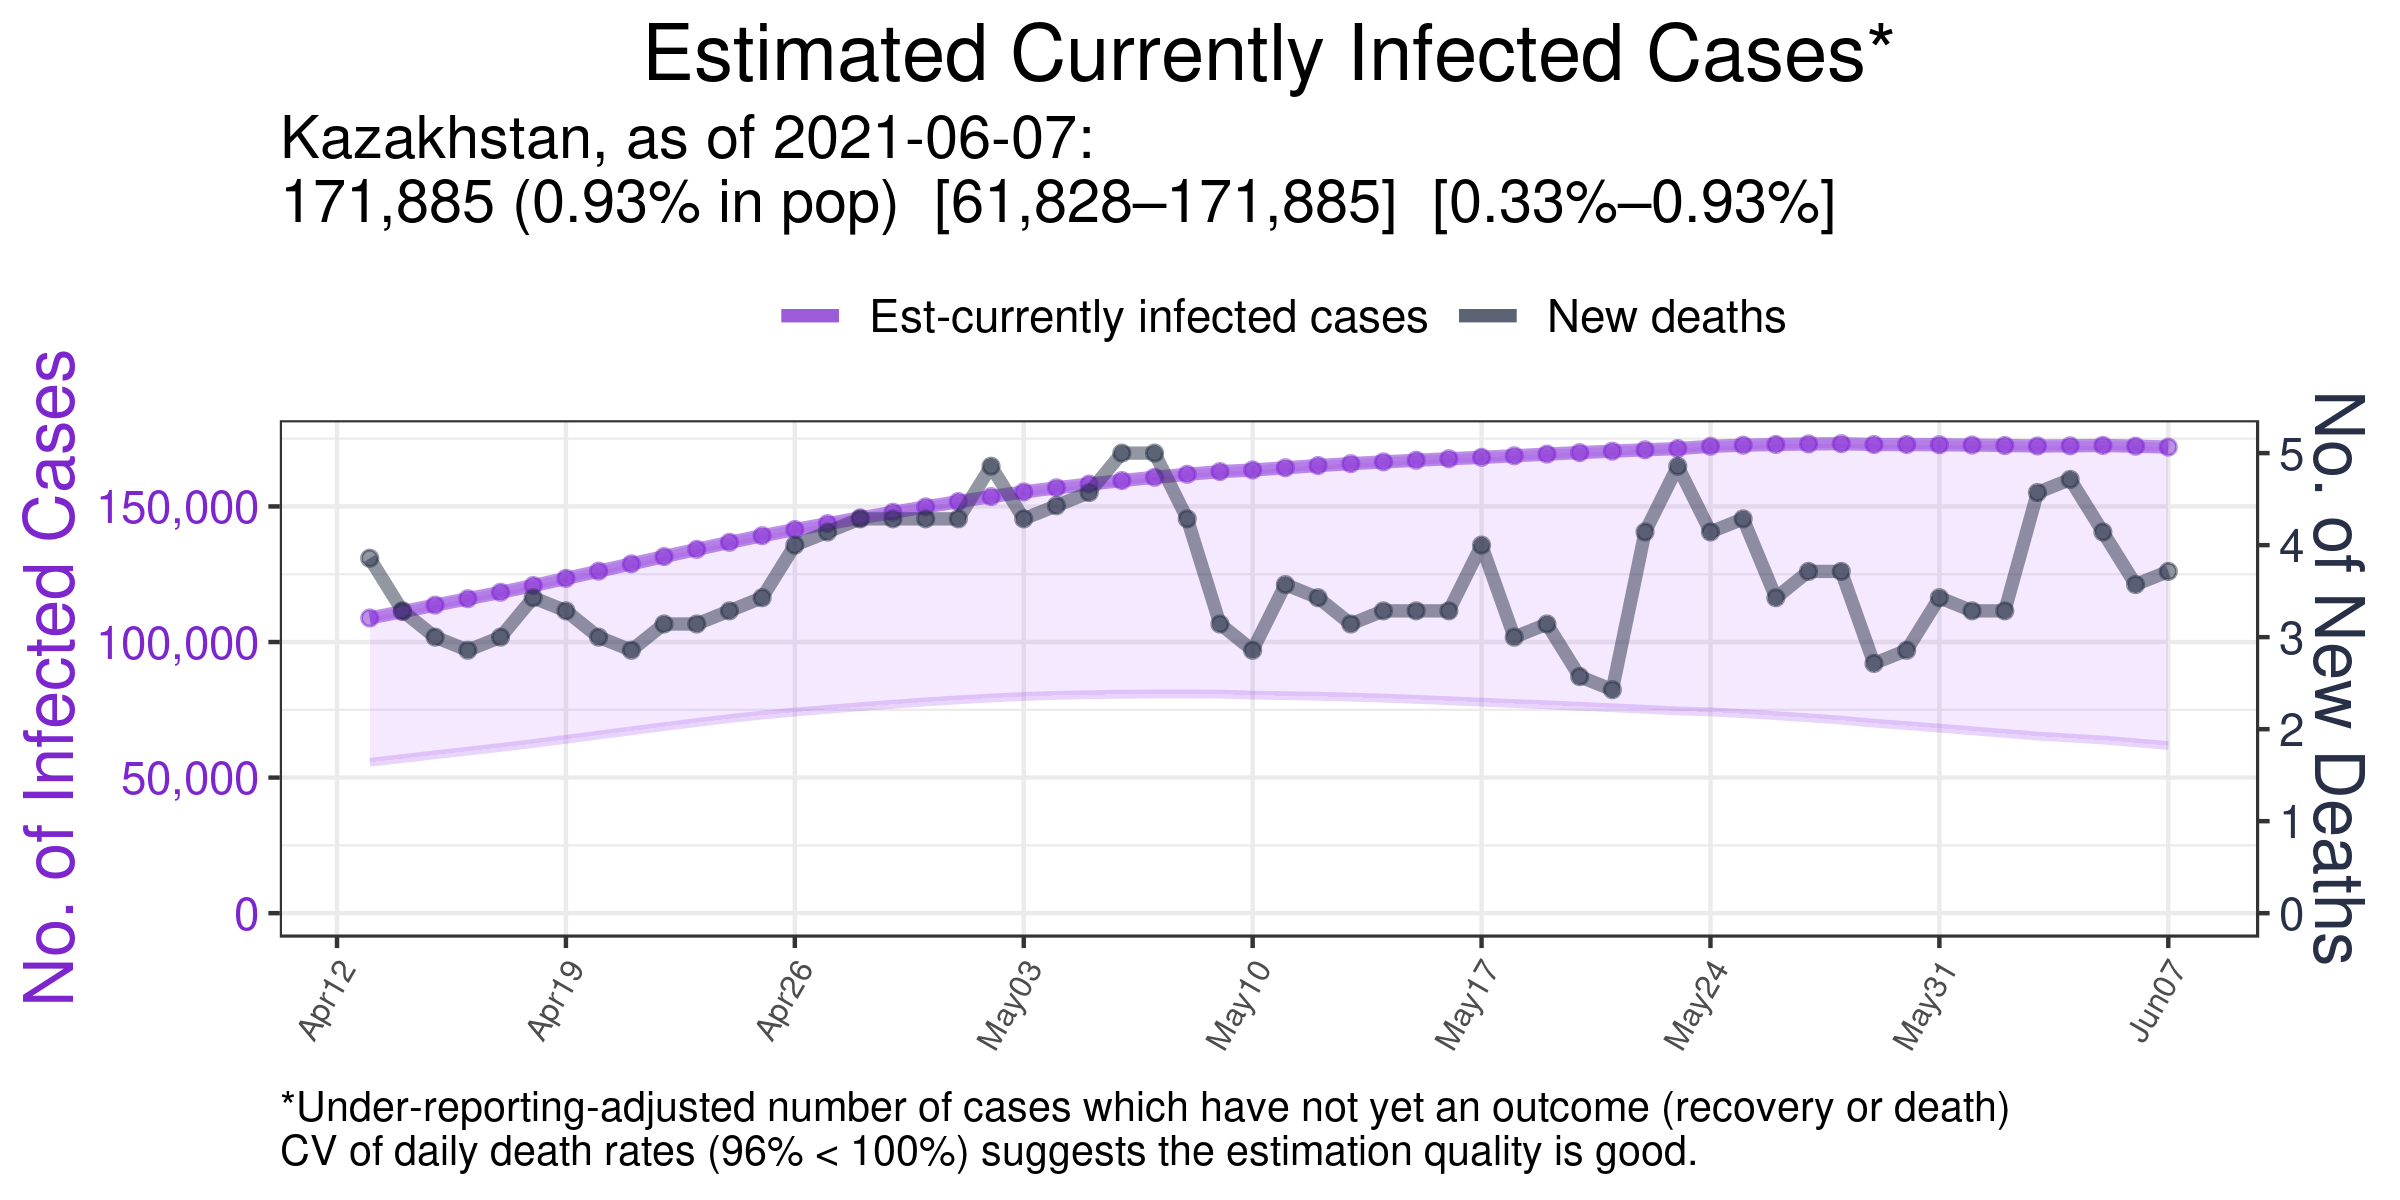 Estimated Currently Infected Cases*
Kazakhstan, as of 2021-06-07:
171,885 (0.93% in pop)  [61,828–171,885]  [0.33%–0.93%]
Est-currently infected cases
New deaths
No. of Infected Cases
150,000
100,000
50,000
0
5
4
3
2
1
0
No. of New Deaths
Apr12
Apr19
Apr26
May03
May10
May17
May24
May31
Jun07
*Under-reporting-adjusted number of cases which have not yet an outcome (recovery or death)
CV of daily death rates (96% < 100%) suggests the estimation quality is good.